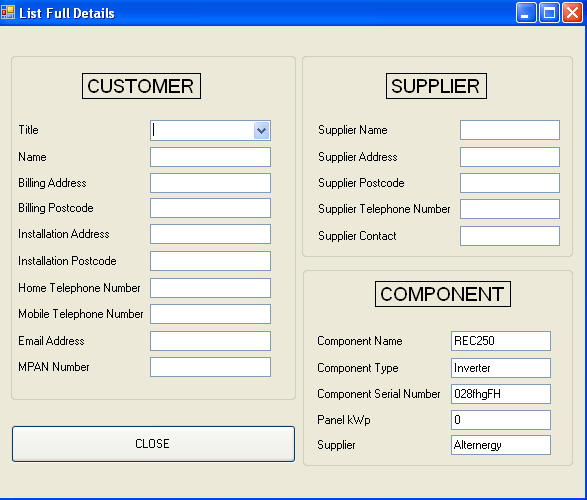 List Full Details
CUSTOMER
Title
Name
Billing Address
Billing Postcode
Installation Address
Installation Postcode
Home Telephone Number
Mobile Telephone Number
Email Address
MPAN Number
CLOSE
SUPPLIER
Supplier Name
Supplier Address
Supplier Postcode
Supplier Telephone Number
Supplier Contact
COMPONENT
Component Name REC250
Component Type Inverter
Component Serial Number 028fhgFH
Panel kWp 0
Supplier Alternergy